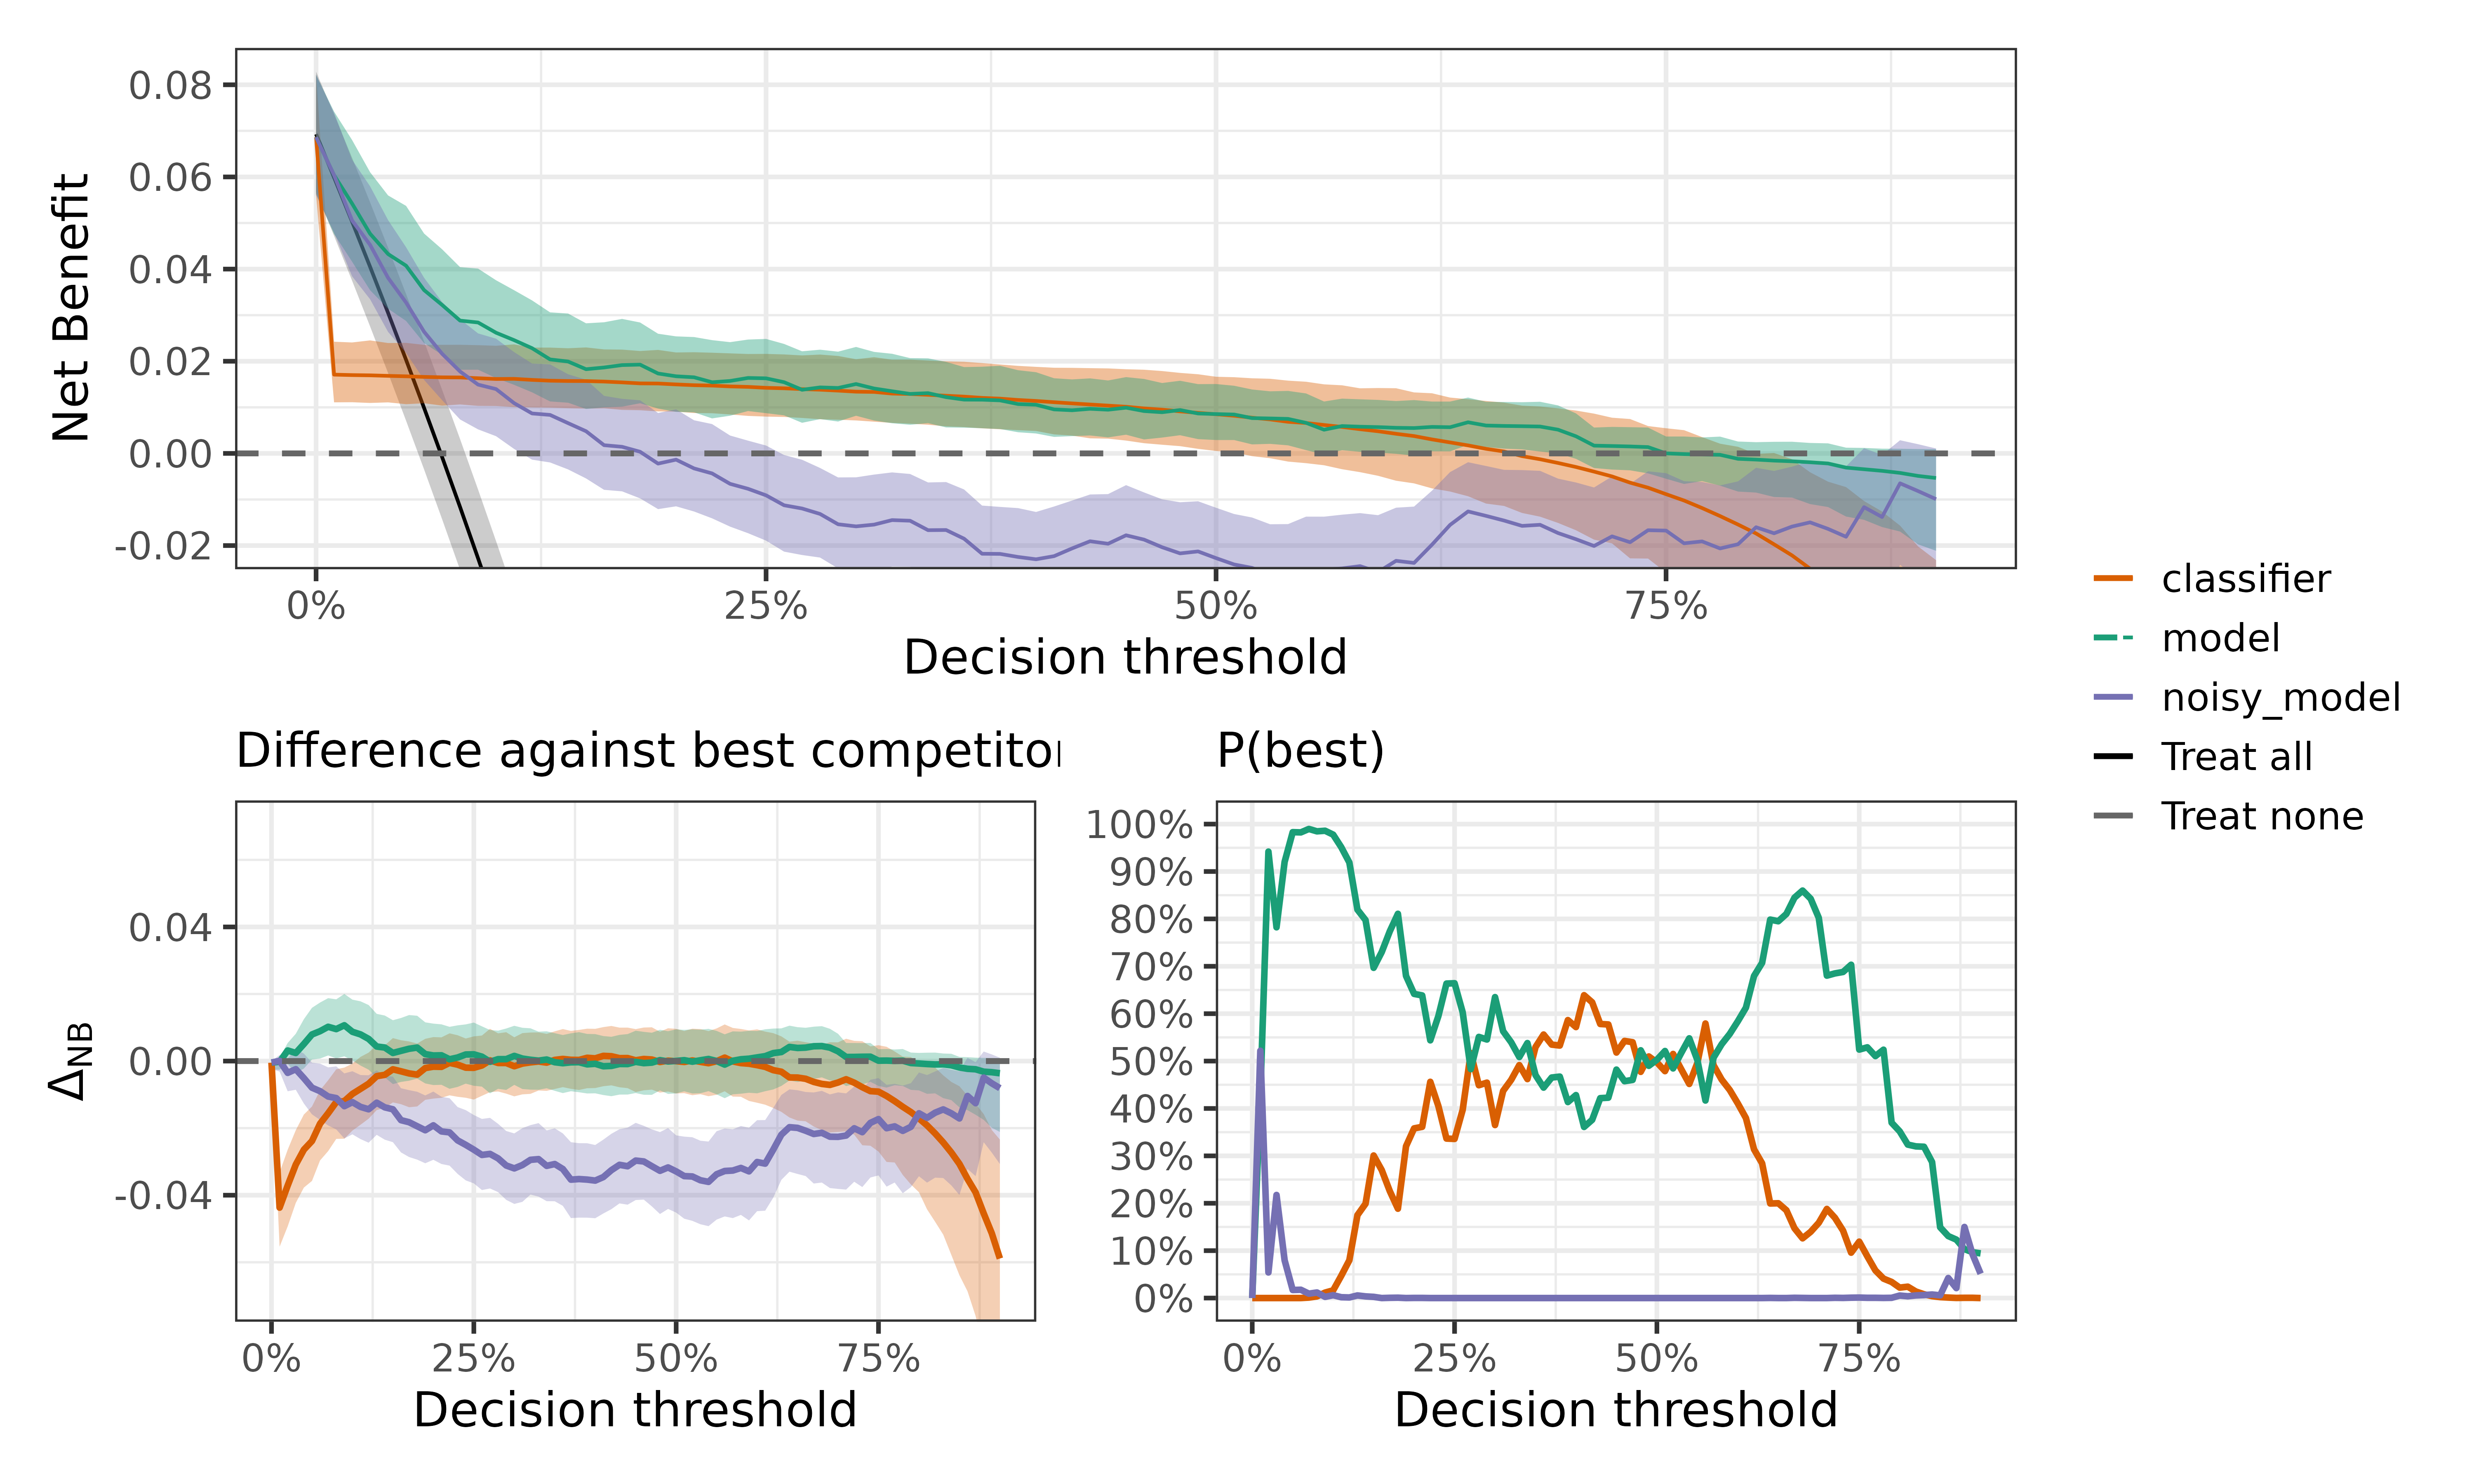 Net Benefit
0.08
0.06
0.04
0.02
0.00
-0.02
0% 25% 50% 75%
Decision threshold
classifier
model
noisy_model
Treat all
Treat none
Difference against best competitor
ΔNB
0.04
0.00
-0.04
0% 25% 50% 75%
Decision threshold
P(best)
100%
90%
80%
70%
60%
50%
40%
30%
20%
10%
0%
0% 25% 50% 75%
Decision threshold